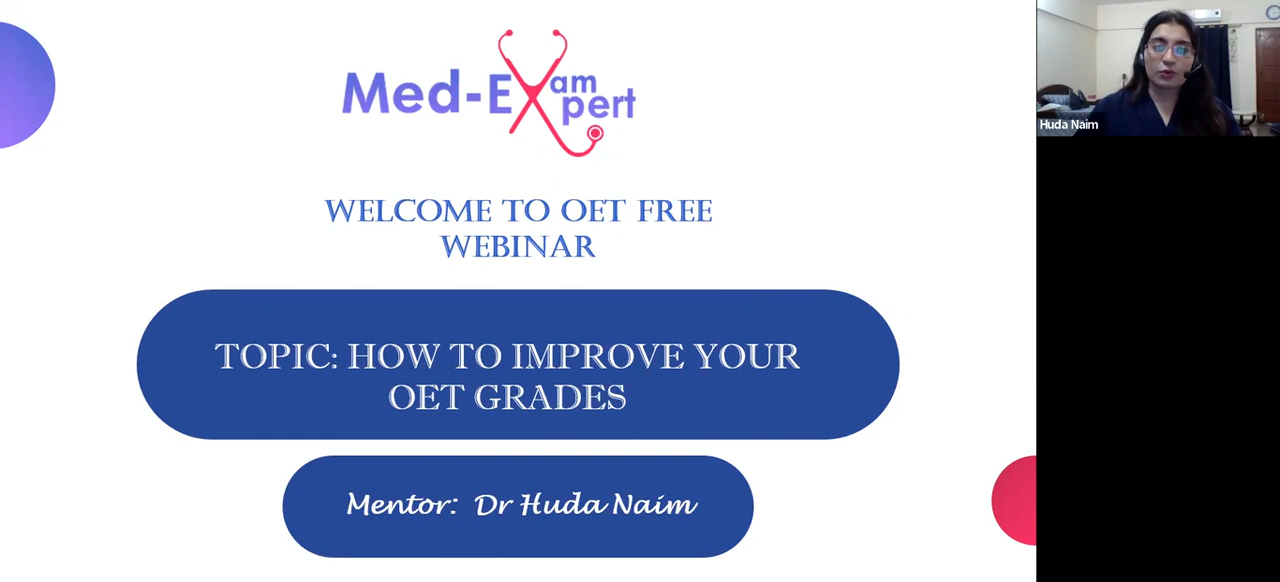 Med-Exam
pert
WELCOME TO OET FREE
WEBINAR
TOPIC: HOW TO IMPROVE YOUR
OET GRADES
Mentor: Dr Huda Naim
Huda Naim